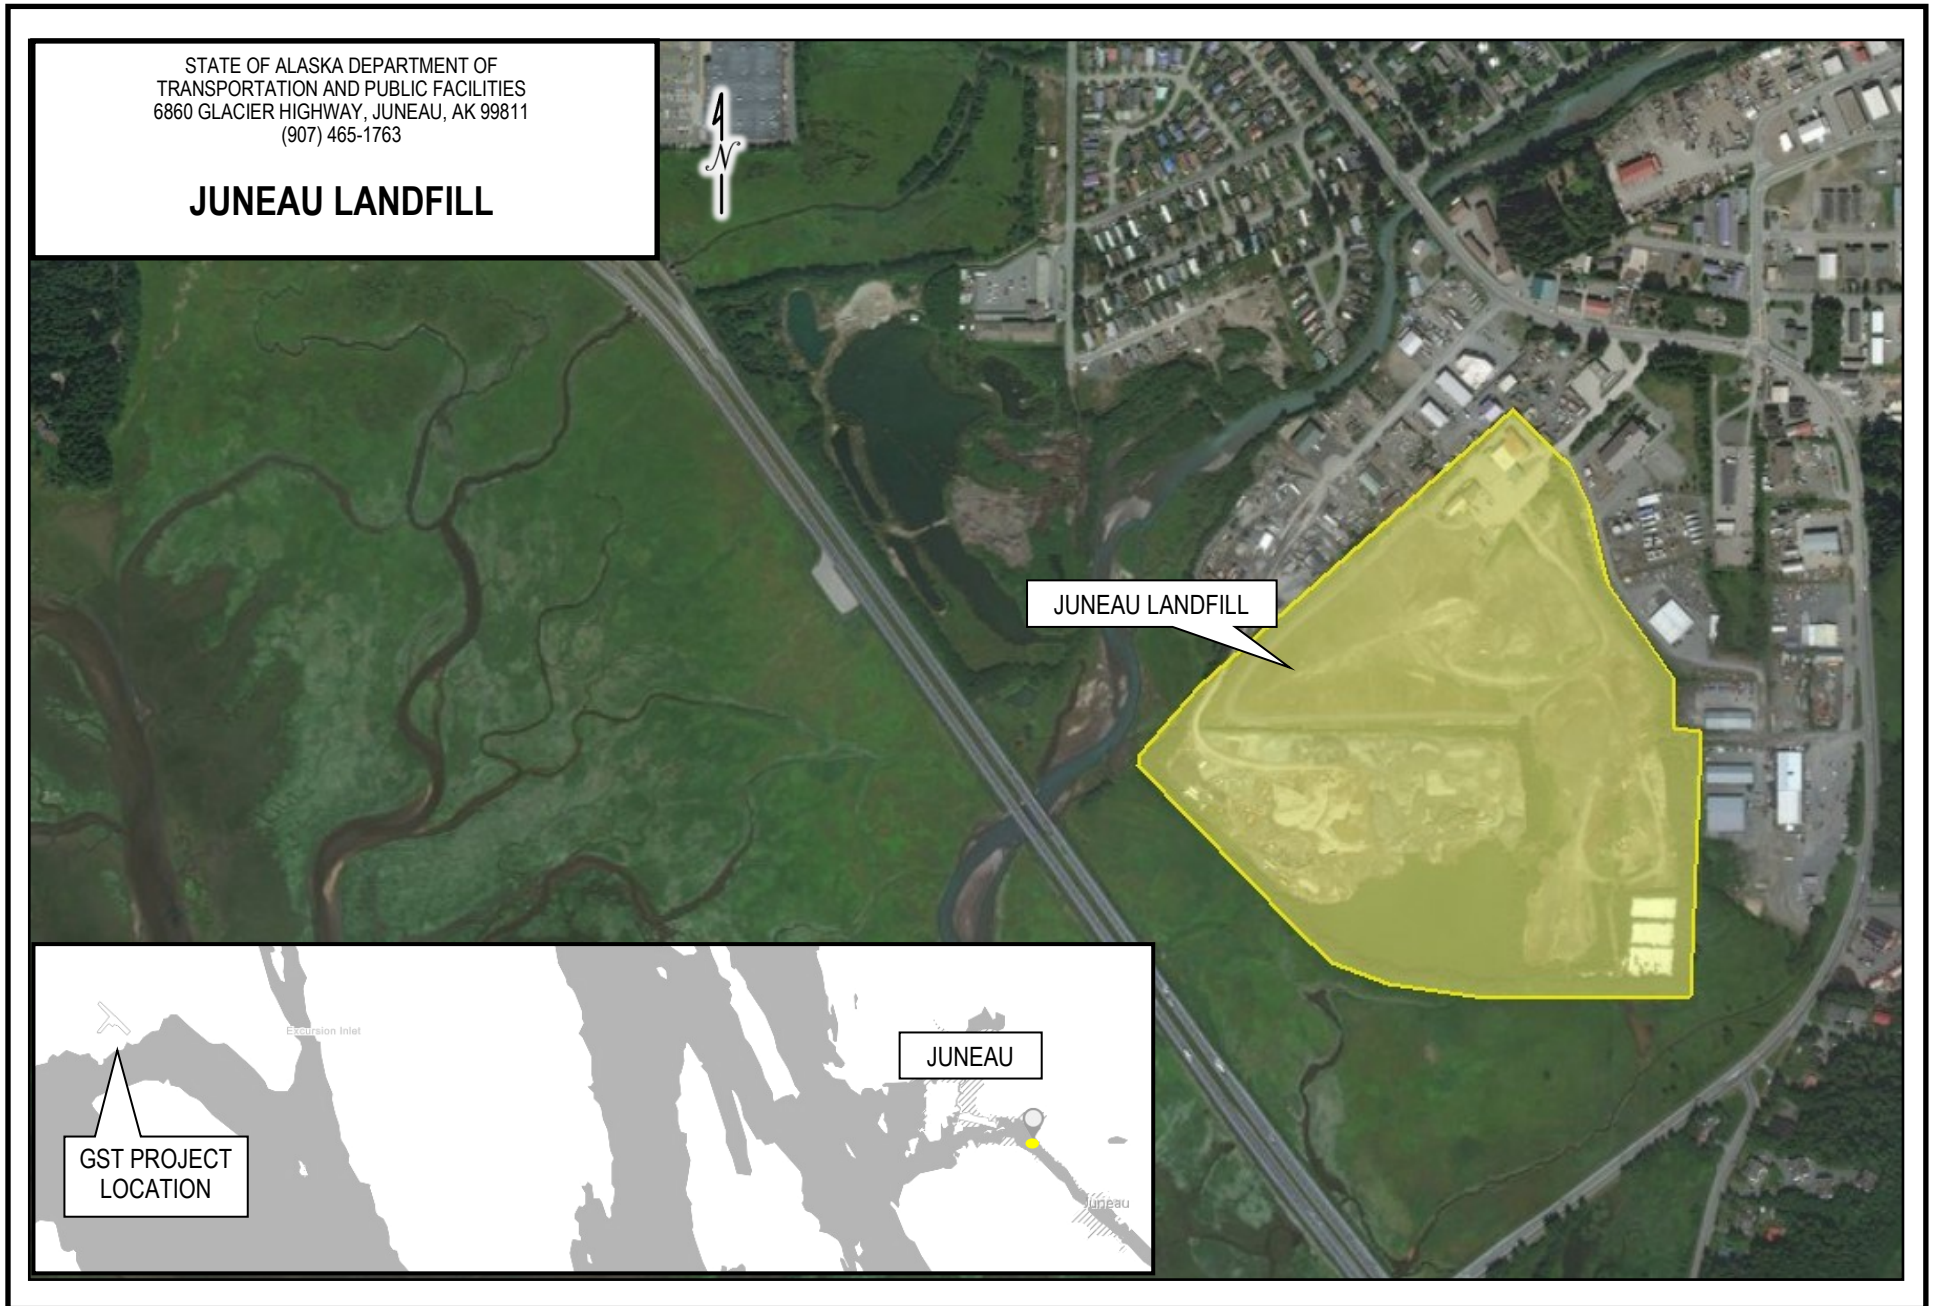 STATE OF ALASKA DEPARTMENT OF
TRANSPORTATION AND PUBLIC FACILITIES
6860 GLACIER HIGHWAY, JUNEAU, AK 99811
(907) 465-1763
JUNEAU LANDFILL
N
JUNEAU LANDFILL
Excursion Inlet
JUNEAU
GST PROJECT
LOCATION
Juneau